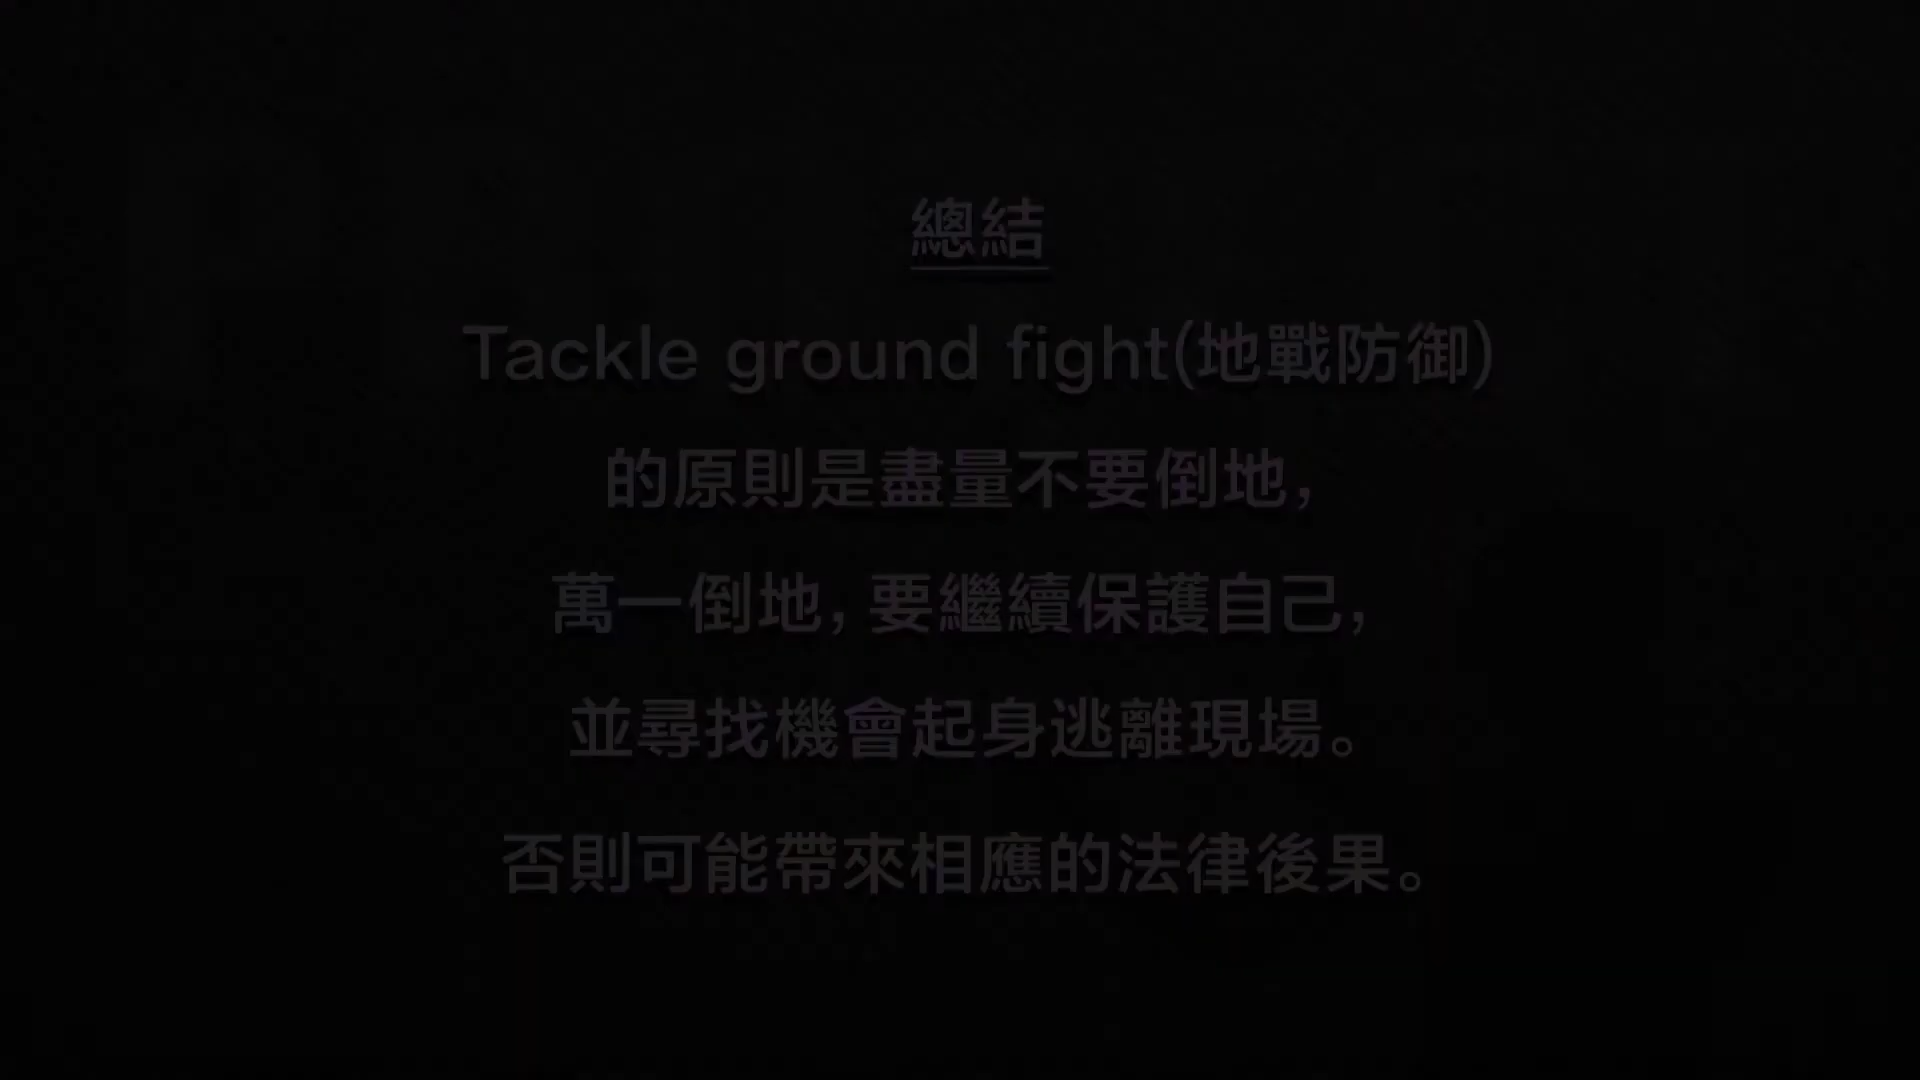 總結
Tackle ground fight(地戰防御)
的原則是盡量不要倒地，
萬一倒地，要繼續保護自己，
並尋找機會起身逃離現場。
否則可能帶來相應的法律後果。